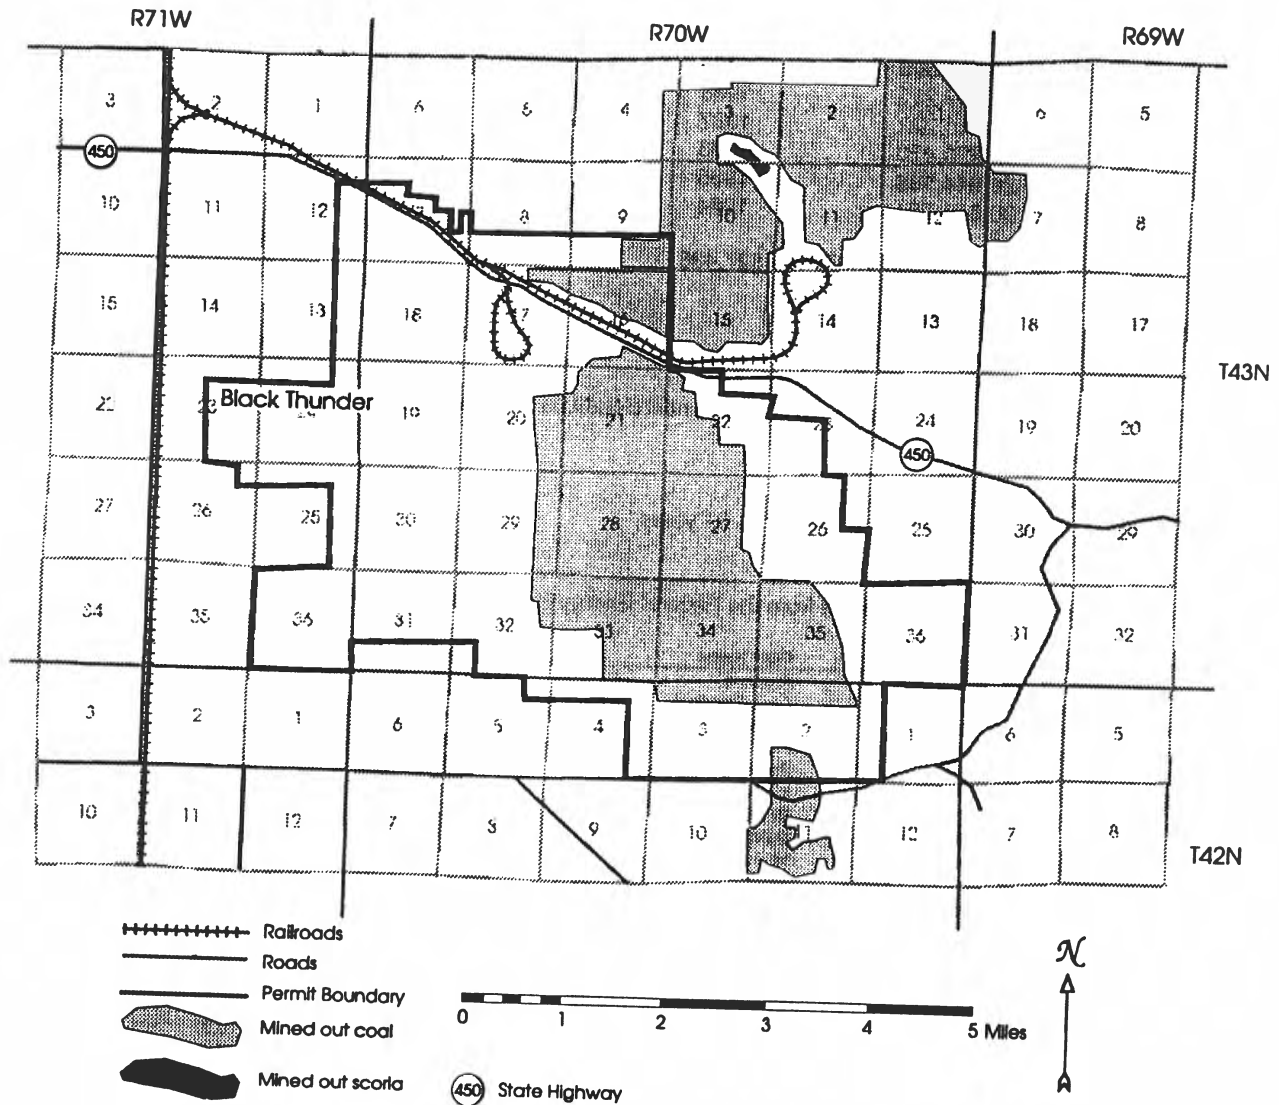 R71W R70W R69W
3 2 1 6 5 4 3 2 1 6 5
450
10 11 12 8 9 10 11 12 7 8
15 14 13 18 17 16 15 14 13 18 17
T43N
22 23 24 19 20 21 22 23 24 19 20
Black Thunder
450
27 26 25 30 29 28 27 26 25 30 29
34 35 36 31 32 33 34 35 36 31 32
3 2 1 6 5 4 3 2 1 6 5
10 11 12 7 8 9 10 11 12 7 8
T42N
Railroads
Roads
Permit Boundary
Mined out coal
Mined out scoria
0 1 2 3 4 5 Miles
450 State Highway
N